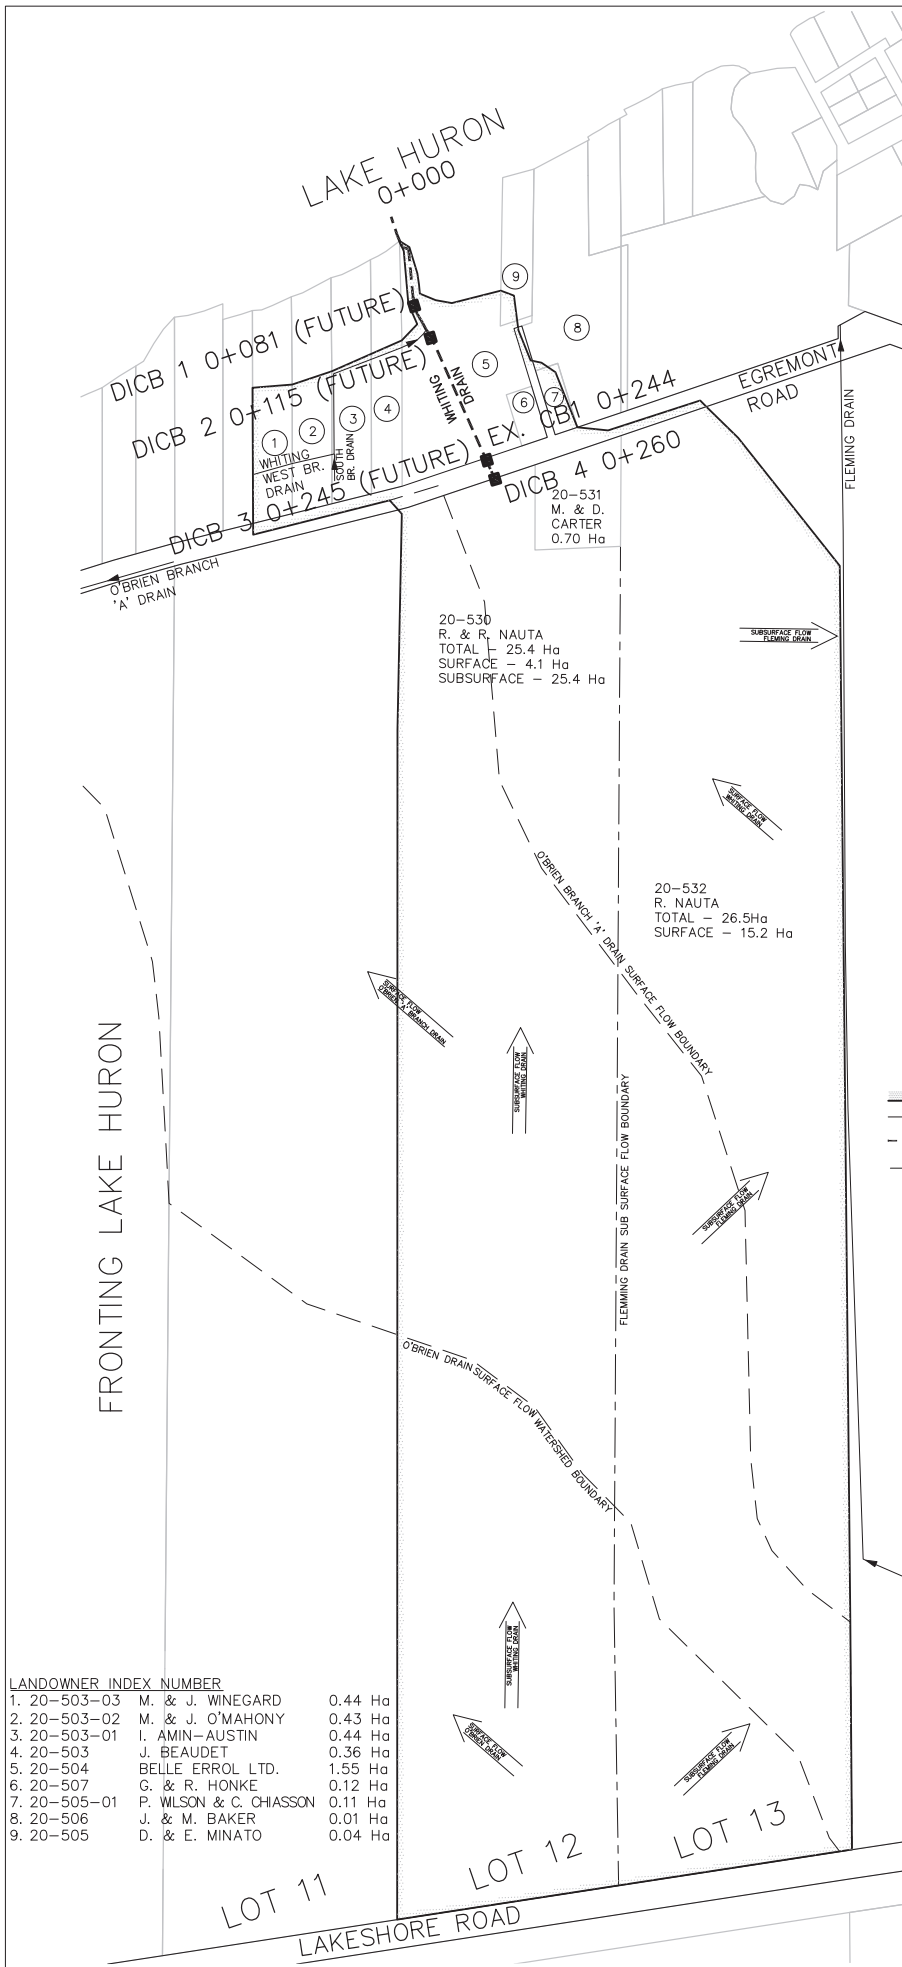 LAKE HURON
0+000
DICB 1 0+081 (FUTURE)
DICB 2 0+115 (FUTURE)
DICB 3 0+245 (FUTURE)
EX. CB1 0+244
DICB 4 0+260
9
8
5
7
6
4
3
2
1
WHITING
DRAIN
WHITING
WEST BR.
DRAIN
SOUTH
BR. DRAIN
EGREMONT
ROAD
FLEMING DRAIN
O'BRIEN BRANCH
'A' DRAIN
20-531
M. & D.
CARTER
0.70 Ha
20-530
R. & R. NAUTA
TOTAL - 25.4 Ha
SURFACE - 4.1 Ha
SUBSURFACE - 25.4 Ha
SUBSURFACE FLOW
FLEMING DRAIN
SURFACE FLOW
WHITING DRAIN
20-532
R. NAUTA
TOTAL - 26.5Ha
SURFACE - 15.2 Ha
O'BRIEN BRANCH 'A' DRAIN SURFACE FLOW BOUNDARY
SURFACE FLOW
O'BRIEN 'A' BRANCH DRAIN
SUBSURFACE FLOW
WHITING DRAIN
FRONTING LAKE HURON
FLEMMING DRAIN SUB SURFACE FLOW BOUNDARY
SUBSURFACE FLOW
FLEMING DRAIN
O'BRIEN DRAIN SURFACE FLOW WATERSHED BOUNDARY
SUBSURFACE FLOW
WHITING DRAIN
SURFACE FLOW
O'BRIEN DRAIN
SUBSURFACE FLOW
FLEMING DRAIN
LANDOWNER INDEX NUMBER
1. 20-503-03 M. & J. WINEGARD 0.44 Ha
2. 20-503-02 M. & J. O'MAHONY 0.43 Ha
3. 20-503-01 I. AMIN-AUSTIN 0.44 Ha
4. 20-503 J. BEAUDET 0.36 Ha
5. 20-504 BELLE ERROL LTD. 1.55 Ha
6. 20-507 G. & R. HONKE 0.12 Ha
7. 20-505-01 P. WILSON & C. CHIASSON 0.11 Ha
8. 20-506 J. & M. BAKER 0.01 Ha
9. 20-505 D. & E. MINATO 0.04 Ha
LOT 11
LOT 12
LOT 13
LAKESHORE ROAD